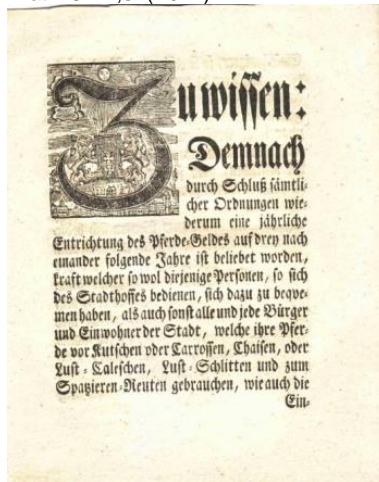 Zu wissen:
Demnach
durch Schluß sämtli-
cher Ordnungen wie-
derum eine jährliche
Entrichtung des Pferde-Geldes auf drey nach
einander folgende Jahre ist beliebet worden,
kraft welcher so wol diejenige Personen, so sich
des Stadthoffes bedienen, sich dazu zu beqve-
men haben, als auch sonst alle und jede Bürger
und Einwohner der Stadt, welche ihre Pfer-
de vor Kutschen oder Carrossen, Chaisen, oder
Lust-Caleschen, Lust-Schlitten und zum
Spatzieren-Reuten gebrauchen, wie auch die
Ein-